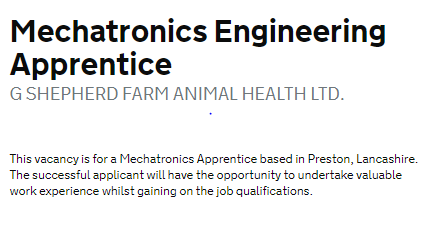 Mechatronics Engineering
Apprentice
G SHEPHERD FARM ANIMAL HEALTH LTD.
This vacancy is for a Mechatronics Apprentice based in Preston, Lancashire.
The successful applicant will have the opportunity to undertake valuable
work experience whilst gaining on the job qualifications.